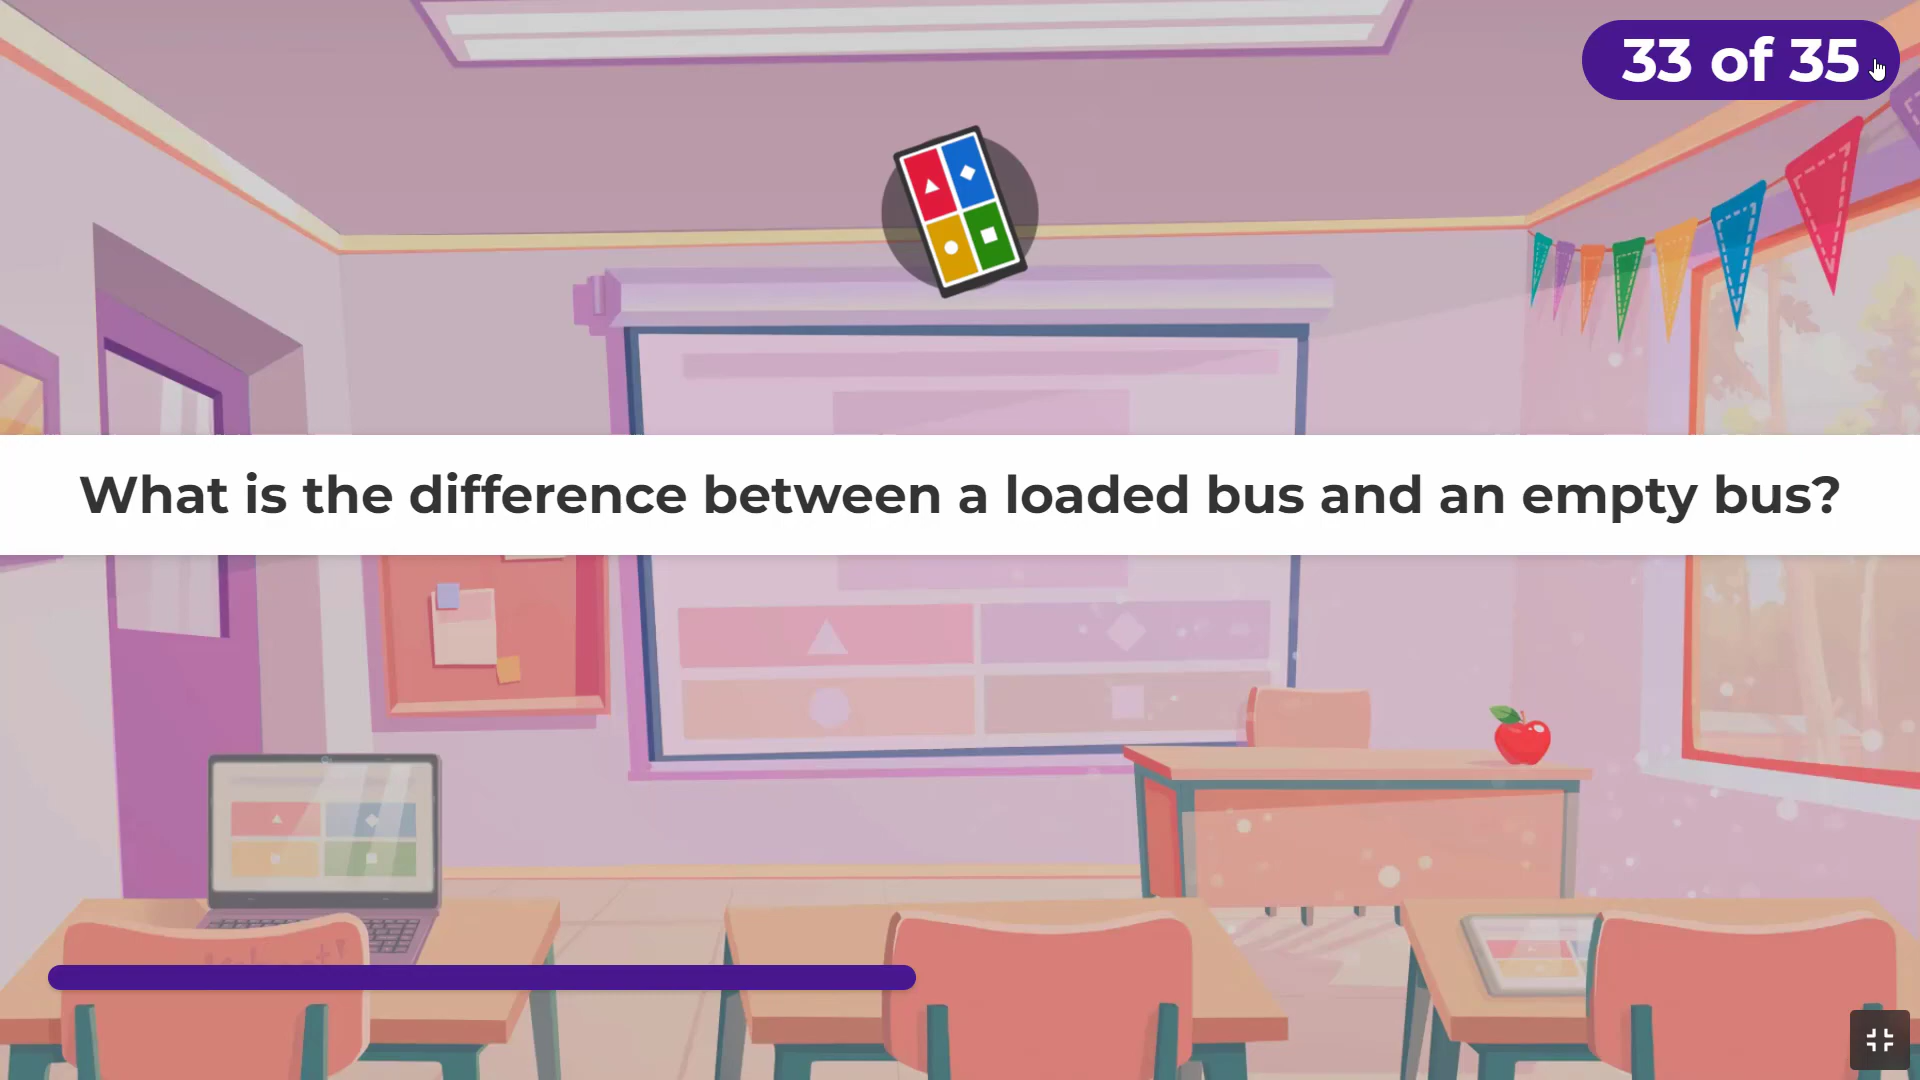 33 of 35
What is the difference between a loaded bus and an empty bus?